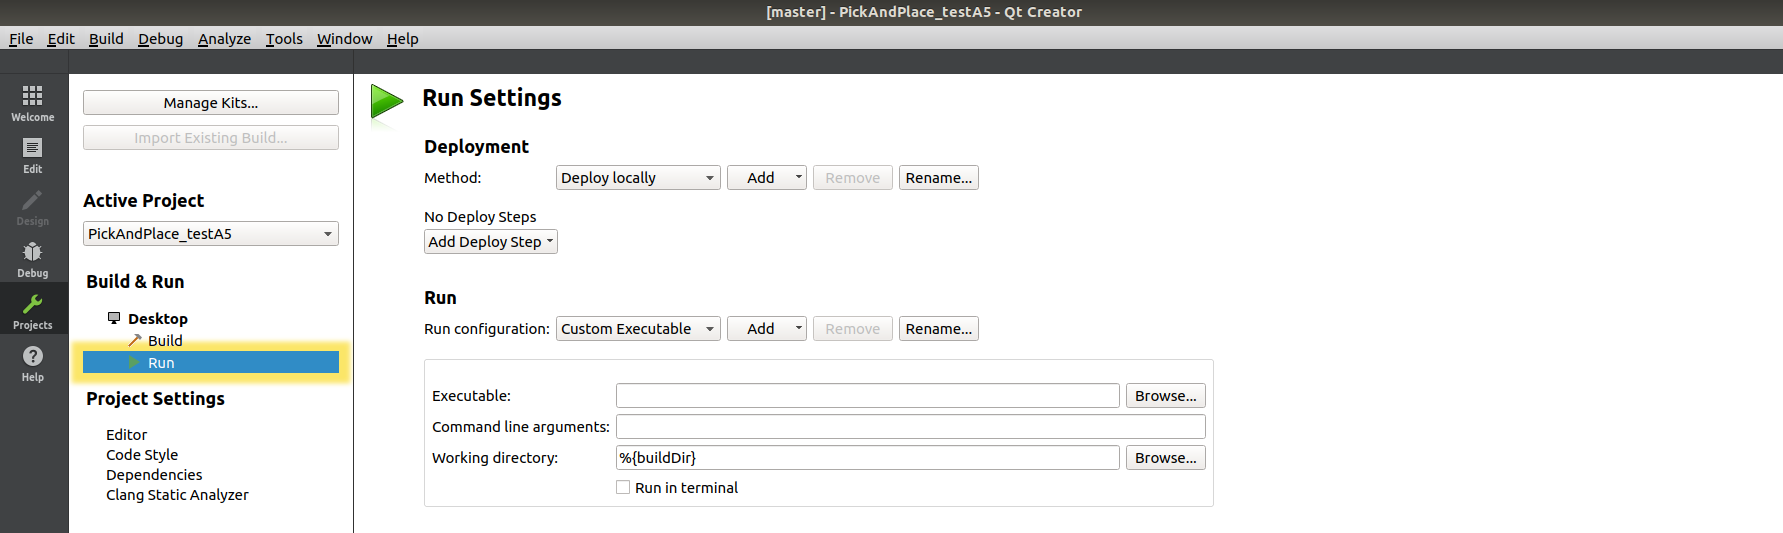 [master] - PickAndPlace_testA5 - Qt Creator
File Edit Build Debug Analyze Tools Window Help
Welcome
Edit
Design
Debug
Projects
Help
Manage Kits...
Import Existing Build...
Active Project
PickAndPlace_testA5
Build & Run
Desktop
Build
Run
Project Settings
Editor
Code Style
Dependencies
Clang Static Analyzer
Run Settings
Deployment
Method: Deploy locally Add Remove Rename...
No Deploy Steps
Add Deploy Step
Run
Run configuration: Custom Executable Add Remove Rename...
Executable: Browse...
Command line arguments:
Working directory: %{buildDir} Browse...
Run in terminal